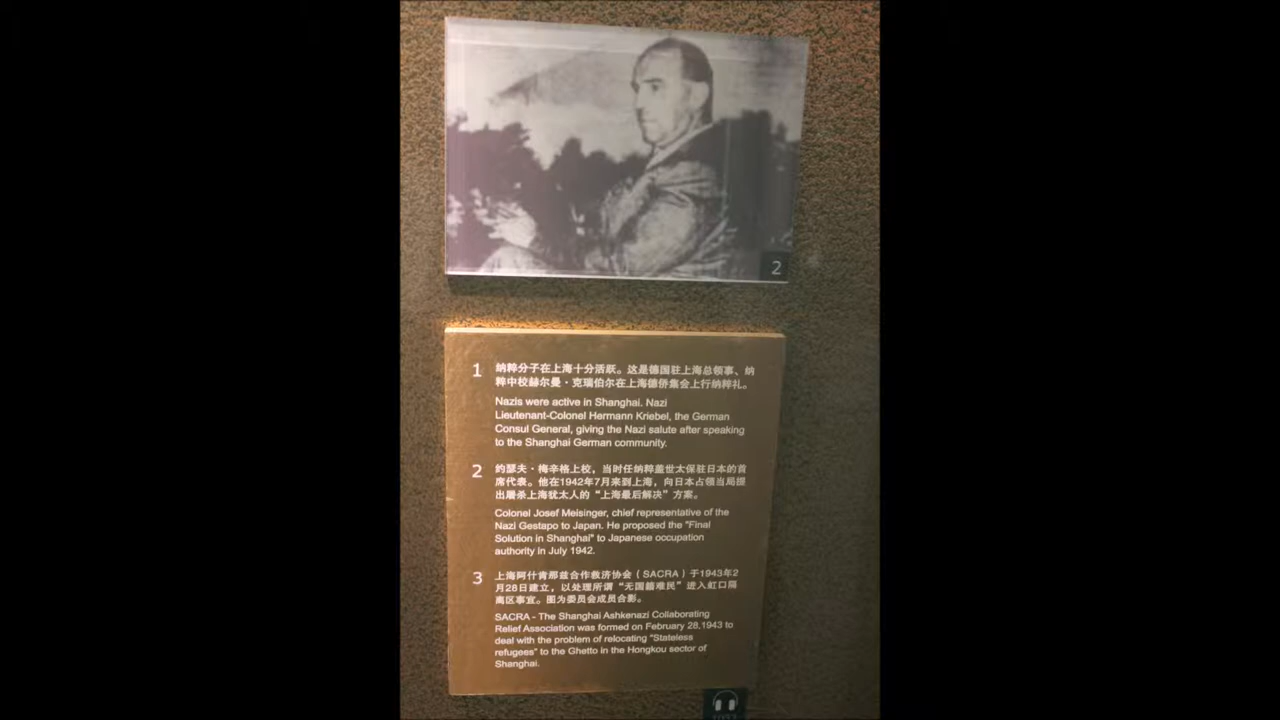 2
1
纳粹分子在上海十分活跃。这是德国驻上海总领事、纳
粹中校赫尔曼·克瑞伯尔在上海德侨集会上行纳粹礼。
Nazis were active in Shanghai. Nazi
Lieutenant-Colonel Hermann Kriebel, the German
Consul General, giving the Nazi salute after speaking
to the Shanghai German community.
2
约瑟夫·梅辛格上校，当时任纳粹盖世太保驻日本的首
席代表。他在1942年7月来到上海，向日本占领当局提
出屠杀上海犹太人的“上海最后解决”方案。
Colonel Josef Meisinger, chief representative of the
Nazi Gestapo to Japan. He proposed the "Final
Solution in Shanghai" to Japanese occupation
authority in July 1942.
3
上海阿什肯那兹合作救济协会（SACRA）于1943年2
月28日建立，以处理所谓“无国籍难民”进入虹口隔
离区事宜。图为委员会成员合影。
SACRA - The Shanghai Ashkenazi Collaborating
Relief Association was formed on February 28,1943 to
deal with the problem of relocating "Stateless
refugees" to the Ghetto in the Hongkou sector of
Shanghai.